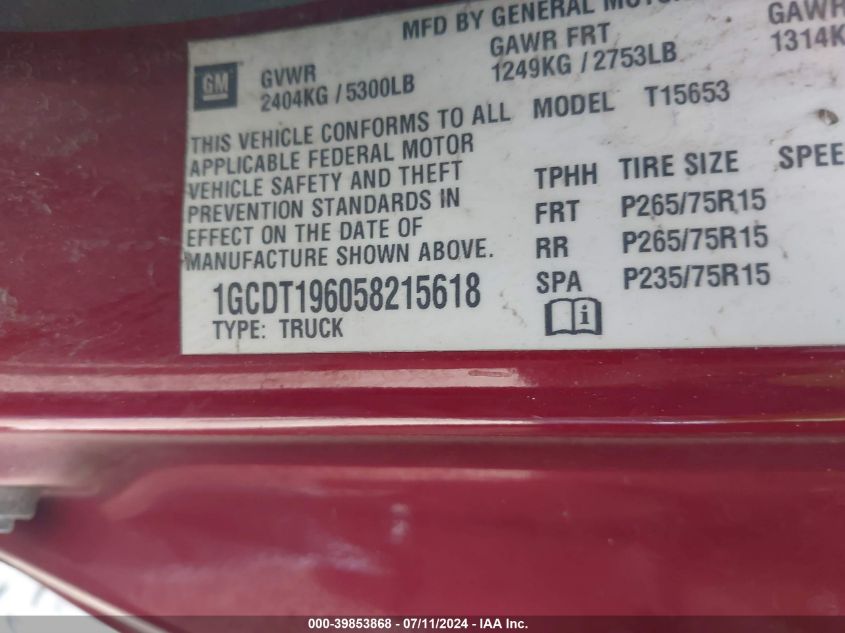 MFD BY GENERAL
GM
GVWR
2404KG / 5300LB
GAWR FRT
1249KG / 2753LB
GAWR
1314K
THIS VEHICLE CONFORMS TO ALL
APPLICABLE FEDERAL MOTOR
VEHICLE SAFETY AND THEFT
PREVENTION STANDARDS IN
EFFECT ON THE DATE OF
MANUFACTURE SHOWN ABOVE.
1GCDT196058215618
TYPE: TRUCK
MODEL T15653
TPHH TIRE SIZE SPEE
FRT P265/75R15
RR P265/75R15
SPA P235/75R15
i
000-39853868 - 07/11/2024 - IAA Inc.